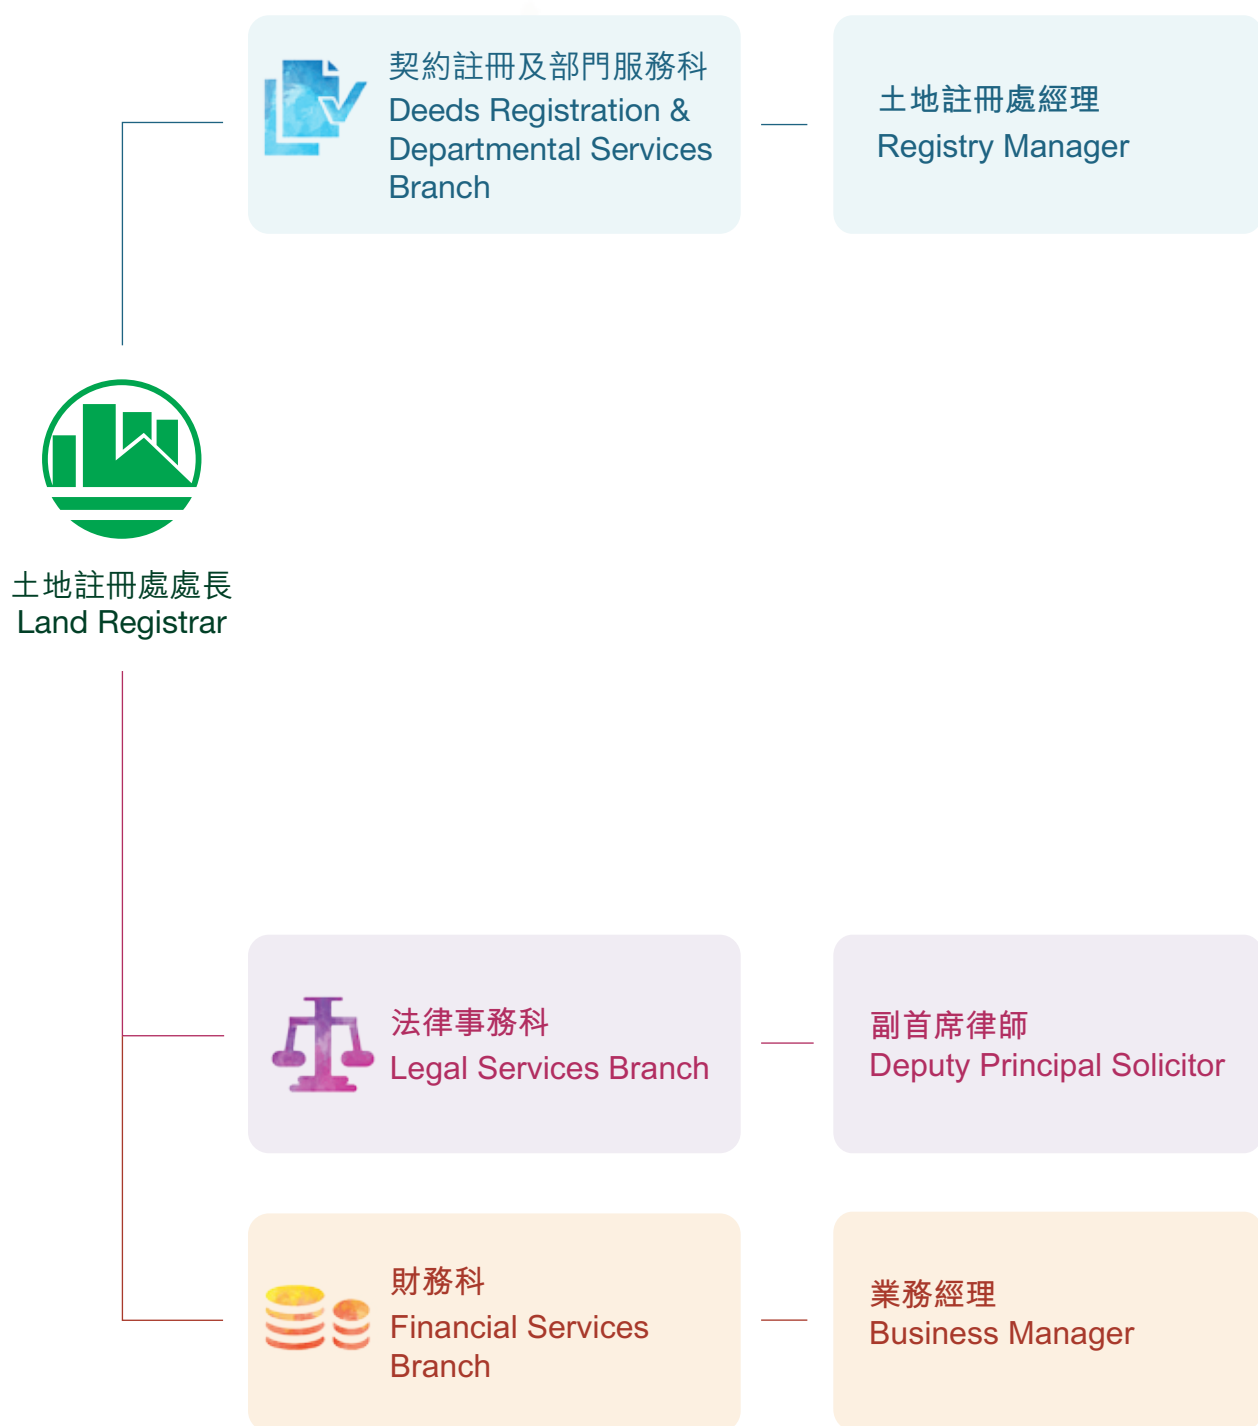 契約註冊及部門服務科
Deeds Registration &
Departmental Services
Branch
土地註冊處經理
Registry Manager
土地註冊處處長
Land Registrar
法律事務科
Legal Services Branch
副首席律師
Deputy Principal Solicitor
財務科
Financial Services
Branch
業務經理
Business Manager